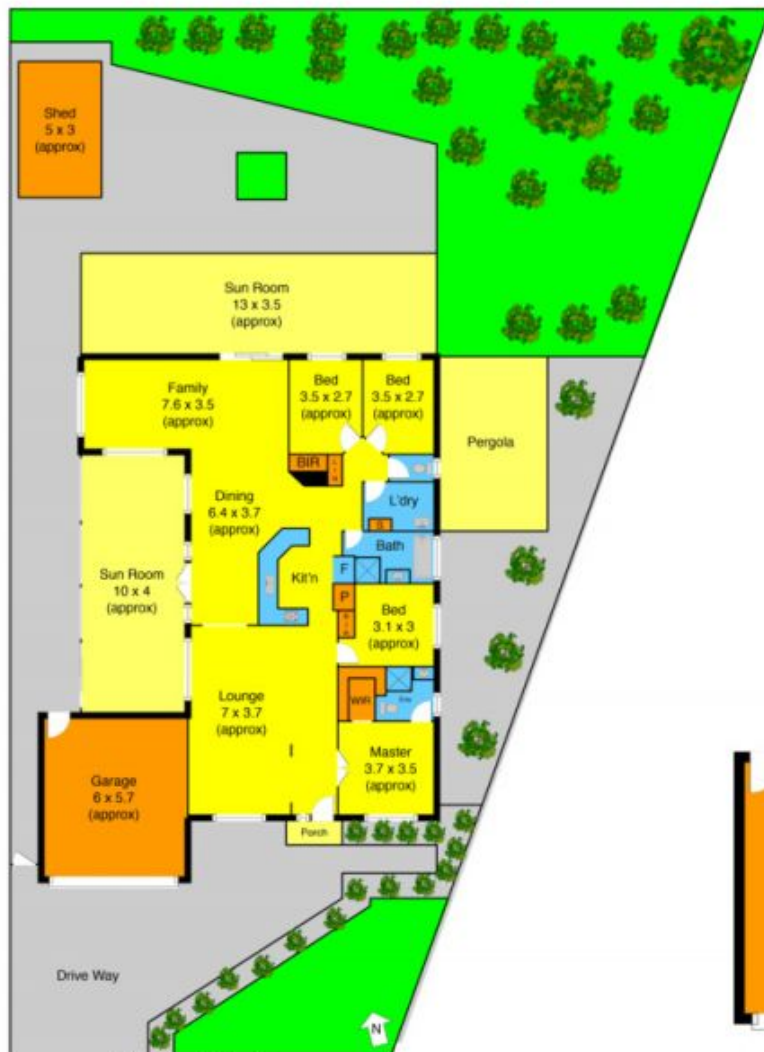 Shed
5 x 3
(approx)
Sun Room
13 x 3.5
(approx)
Family
7.6 x 3.5
(approx)
Bed
3.5 x 2.7
(approx)
Bed
3.5 x 2.7
(approx)
Pergola
BIR
Dining
6.4 x 3.7
(approx)
L'dry
S
Bath
Sun Room
10 x 4
(approx)
Kit'n
F
P
Bed
3.1 x 3
(approx)
Lounge
7 x 3.7
(approx)
WIR
Master
3.7 x 3.5
(approx)
Garage
6 x 5.7
(approx)
Porch
Drive Way
N